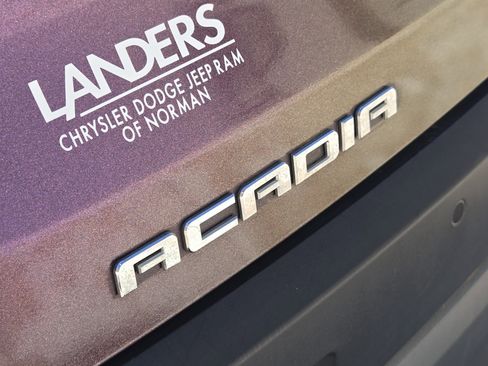 LANDERS
CHRYSLER DODGE JEEP RAM
OF NORMAN
ACADIA